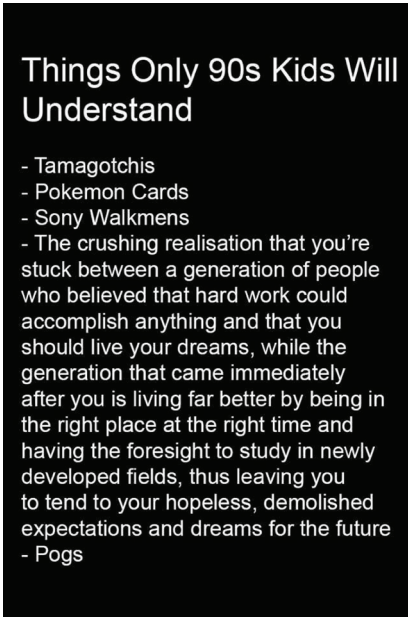 Things Only 90s Kids Will
Understand
- Tamagotchis
- Pokemon Cards
- Sony Walkmens
- The crushing realisation that you're
stuck between a generation of people
who believed that hard work could
accomplish anything and that you
should live your dreams, while the
generation that came immediately
after you is living far better by being in
the right place at the right time and
having the foresight to study in newly
developed fields, thus leaving you
to tend to your hopeless, demolished
expectations and dreams for the future
- Pogs